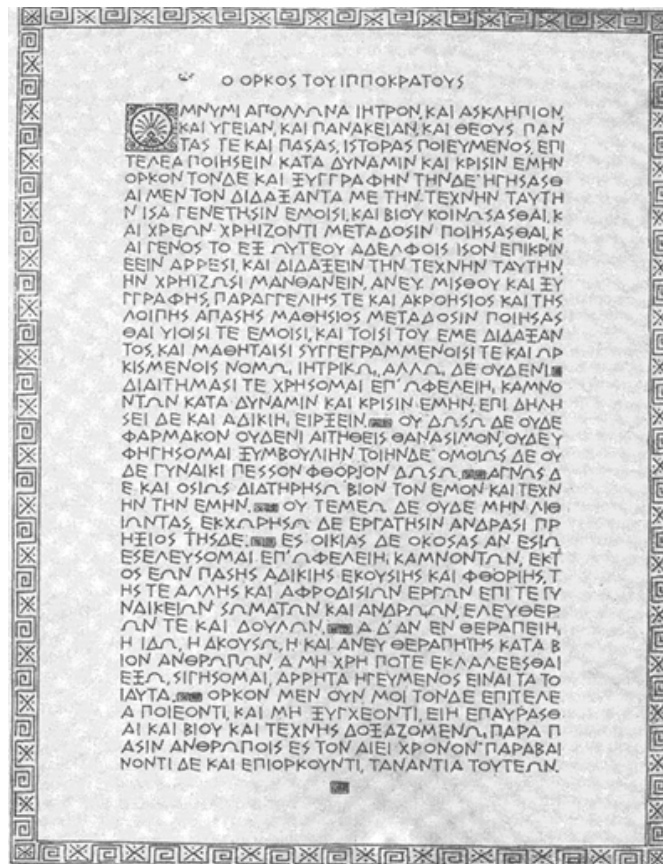 Ο ΟΡΚΟΣ ΤΟΥ ΙΠΠΟΚΡΑΤΟΥΣ
ΟΜΝΥΜΙ ΑΠΟΛΛΩΝΑ ΙΗΤΡΟΝ, ΚΑΙ ΑΣΚΛΗΠΙΟΝ,
ΚΑΙ ΥΓΕΙΑΝ, ΚΑΙ ΠΑΝΑΚΕΙΑΝ, ΚΑΙ ΘΕΟΥΣ ΠΑΝ
ΤΑΣ ΤΕ ΚΑΙ ΠΑΣΑΣ, ΙΣΤΟΡΑΣ ΠΟΙΕΥΜΕΝΟΣ, ΕΠΙ
ΤΕΛΕΑ ΠΟΙΗΣΕΙΝ ΚΑΤΑ ΔΥΝΑΜΙΝ ΚΑΙ ΚΡΙΣΙΝ ΕΜΗΝ
ΟΡΚΟΝ ΤΟΝΔΕ ΚΑΙ ΞΥΓΓΡΑΦΗΝ ΤΗΝΔΕ· ΗΓΗΣΑΣΘ
ΑΙ ΜΕΝ ΤΟΝ ΔΙΔΑΞΑΝΤΑ ΜΕ ΤΗΝ ΤΕΧΝΗΝ ΤΑΥΤΗ
Ν ΙΣΑ ΓΕΝΕΤΗΣΙΝ ΕΜΟΙΣΙ, ΚΑΙ ΒΙΟΥ ΚΟΙΝΩΣΑΣΘΑΙ, Κ
ΑΙ ΧΡΕΩΝ ΧΡΗΙΖΟΝΤΙ ΜΕΤΑΔΟΣΙΝ ΠΟΙΗΣΑΣΘΑΙ, Κ
ΑΙ ΓΕΝΟΣ ΤΟ ΕΞ ΩΥΤΕΟΥ ΑΔΕΛΦΟΙΣ ΙΣΟΝ ΕΠΙΚΡΙΝ
ΕΕΙΝ ΑΡΡΕΣΙ, ΚΑΙ ΔΙΔΑΞΕΙΝ ΤΗΝ ΤΕΧΝΗΝ ΤΑΥΤΗΝ,
ΗΝ ΧΡΗΙΖΩΣΙ ΜΑΝΘΑΝΕΙΝ, ΑΝΕΥ ΜΙΣΘΟΥ ΚΑΙ ΞΥ
ΓΓΡΑΦΗΣ, ΠΑΡΑΓΓΕΛΙΗΣ ΤΕ ΚΑΙ ΑΚΡΟΗΣΙΟΣ ΚΑΙ ΤΗΣ
ΛΟΙΠΗΣ ΑΠΑΣΗΣ ΜΑΘΗΣΙΟΣ ΜΕΤΑΔΟΣΙΝ ΠΟΙΗΣΑΣ
ΘΑΙ ΥΙΟΙΣΙ ΤΕ ΕΜΟΙΣΙ, ΚΑΙ ΤΟΙΣΙ ΤΟΥ ΕΜΕ ΔΙΔΑΞΑΝ
ΤΟΣ, ΚΑΙ ΜΑΘΗΤΑΙΣΙ ΣΥΓΓΕΓΡΑΜΜΕΝΟΙΣΙ ΤΕ ΚΑΙ ΩΡ
ΚΙΣΜΕΝΟΙΣ ΝΟΜΩ, ΙΗΤΡΙΚΩ, ΑΛΛΩ, ΔΕ ΟΥΔΕΝΙ.
ΔΙΑΙΤΗΜΑΣΙ ΤΕ ΧΡΗΣΟΜΑΙ ΕΠ' ΩΦΕΛΕΙΗ, ΚΑΜΝΟ
ΝΤΩΝ ΚΑΤΑ ΔΥΝΑΜΙΝ ΚΑΙ ΚΡΙΣΙΝ ΕΜΗΝ, ΕΠΙ ΔΗΛΗ
ΣΕΙ ΔΕ ΚΑΙ ΑΔΙΚΙΗ, ΕΙΡΞΕΙΝ. ΟΥ ΔΩΣΩ ΔΕ ΟΥΔΕ
ΦΑΡΜΑΚΟΝ ΟΥΔΕΝΙ ΑΙΤΗΘΕΙΣ ΘΑΝΑΣΙΜΟΝ, ΟΥΔΕ Υ
ΦΗΓΗΣΟΜΑΙ ΞΥΜΒΟΥΛΙΗΝ ΤΟΙΗΝΔΕ· ΟΜΟΙΩΣ ΔΕ ΟΥ
ΔΕ ΓΥΝΑΙΚΙ ΠΕΣΣΟΝ ΦΘΟΡΙΟΝ ΔΩΣΩ. ΑΓΝΩΣ Δ
Ε ΚΑΙ ΟΣΙΩΣ ΔΙΑΤΗΡΗΣΩ ΒΙΟΝ ΤΟΝ ΕΜΟΝ ΚΑΙ ΤΕΧΝ
ΗΝ ΤΗΝ ΕΜΗΝ. ΟΥ ΤΕΜΕΩ ΔΕ ΟΥΔΕ ΜΗΝ ΛΙΘ
ΙΩΝΤΑΣ, ΕΚΧΩΡΗΣΩ ΔΕ ΕΡΓΑΤΗΣΙΝ ΑΝΔΡΑΣΙ ΠΡ
ΗΞΙΟΣ ΤΗΣΔΕ. ΕΣ ΟΙΚΙΑΣ ΔΕ ΟΚΟΣΑΣ ΑΝ ΕΣΙΩ
ΕΣΕΛΕΥΣΟΜΑΙ ΕΠ' ΩΦΕΛΕΙΗ, ΚΑΜΝΟΝΤΩΝ, ΕΚΤ
ΟΣ ΕΩΝ ΠΑΣΗΣ ΑΔΙΚΙΗΣ ΕΚΟΥΣΙΗΣ ΚΑΙ ΦΘΟΡΙΗΣ, Τ
ΗΣ ΤΕ ΑΛΛΗΣ ΚΑΙ ΑΦΡΟΔΙΣΙΩΝ ΕΡΓΩΝ ΕΠΙ ΤΕ ΓΥ
ΝΑΙΚΕΙΩΝ ΣΩΜΑΤΩΝ ΚΑΙ ΑΝΔΡΩΩΝ, ΕΛΕΥΘΕΡ
ΩΝ ΤΕ ΚΑΙ ΔΟΥΛΩΝ. Α Δ' ΑΝ ΕΝ ΘΕΡΑΠΕΙΗ,
Η ΙΔΩ, Η ΑΚΟΥΣΩ, Η ΚΑΙ ΑΝΕΥ ΘΕΡΑΠΗΙΗΣ ΚΑΤΑ Β
ΙΟΝ ΑΝΘΡΩΠΩΝ, Α ΜΗ ΧΡΗ ΠΟΤΕ ΕΚΛΑΛΕΕΣΘΑΙ
ΕΞΩ, ΣΙΓΗΣΟΜΑΙ, ΑΡΡΗΤΑ ΗΓΕΥΜΕΝΟΣ ΕΙΝΑΙ ΤΑ ΤΟ
ΙΑΥΤΑ. ΟΡΚΟΝ ΜΕΝ ΟΥΝ ΜΟΙ ΤΟΝΔΕ ΕΠΙΤΕΛΕ
Α ΠΟΙΕΟΝΤΙ, ΚΑΙ ΜΗ ΞΥΓΧΕΟΝΤΙ, ΕΙΗ ΕΠΑΥΡΑΣΘ
ΑΙ ΚΑΙ ΒΙΟΥ ΚΑΙ ΤΕΧΝΗΣ ΔΟΞΑΖΟΜΕΝΩ, ΠΑΡΑ Π
ΑΣΙΝ ΑΝΘΡΩΠΟΙΣ ΕΣ ΤΟΝ ΑΙΕΙ ΧΡΟΝΟΝ· ΠΑΡΑΒΑΙ
ΝΟΝΤΙ ΔΕ ΚΑΙ ΕΠΙΟΡΚΟΥΝΤΙ, ΤΑΝΑΝΤΙΑ ΤΟΥΤΕΩΝ.